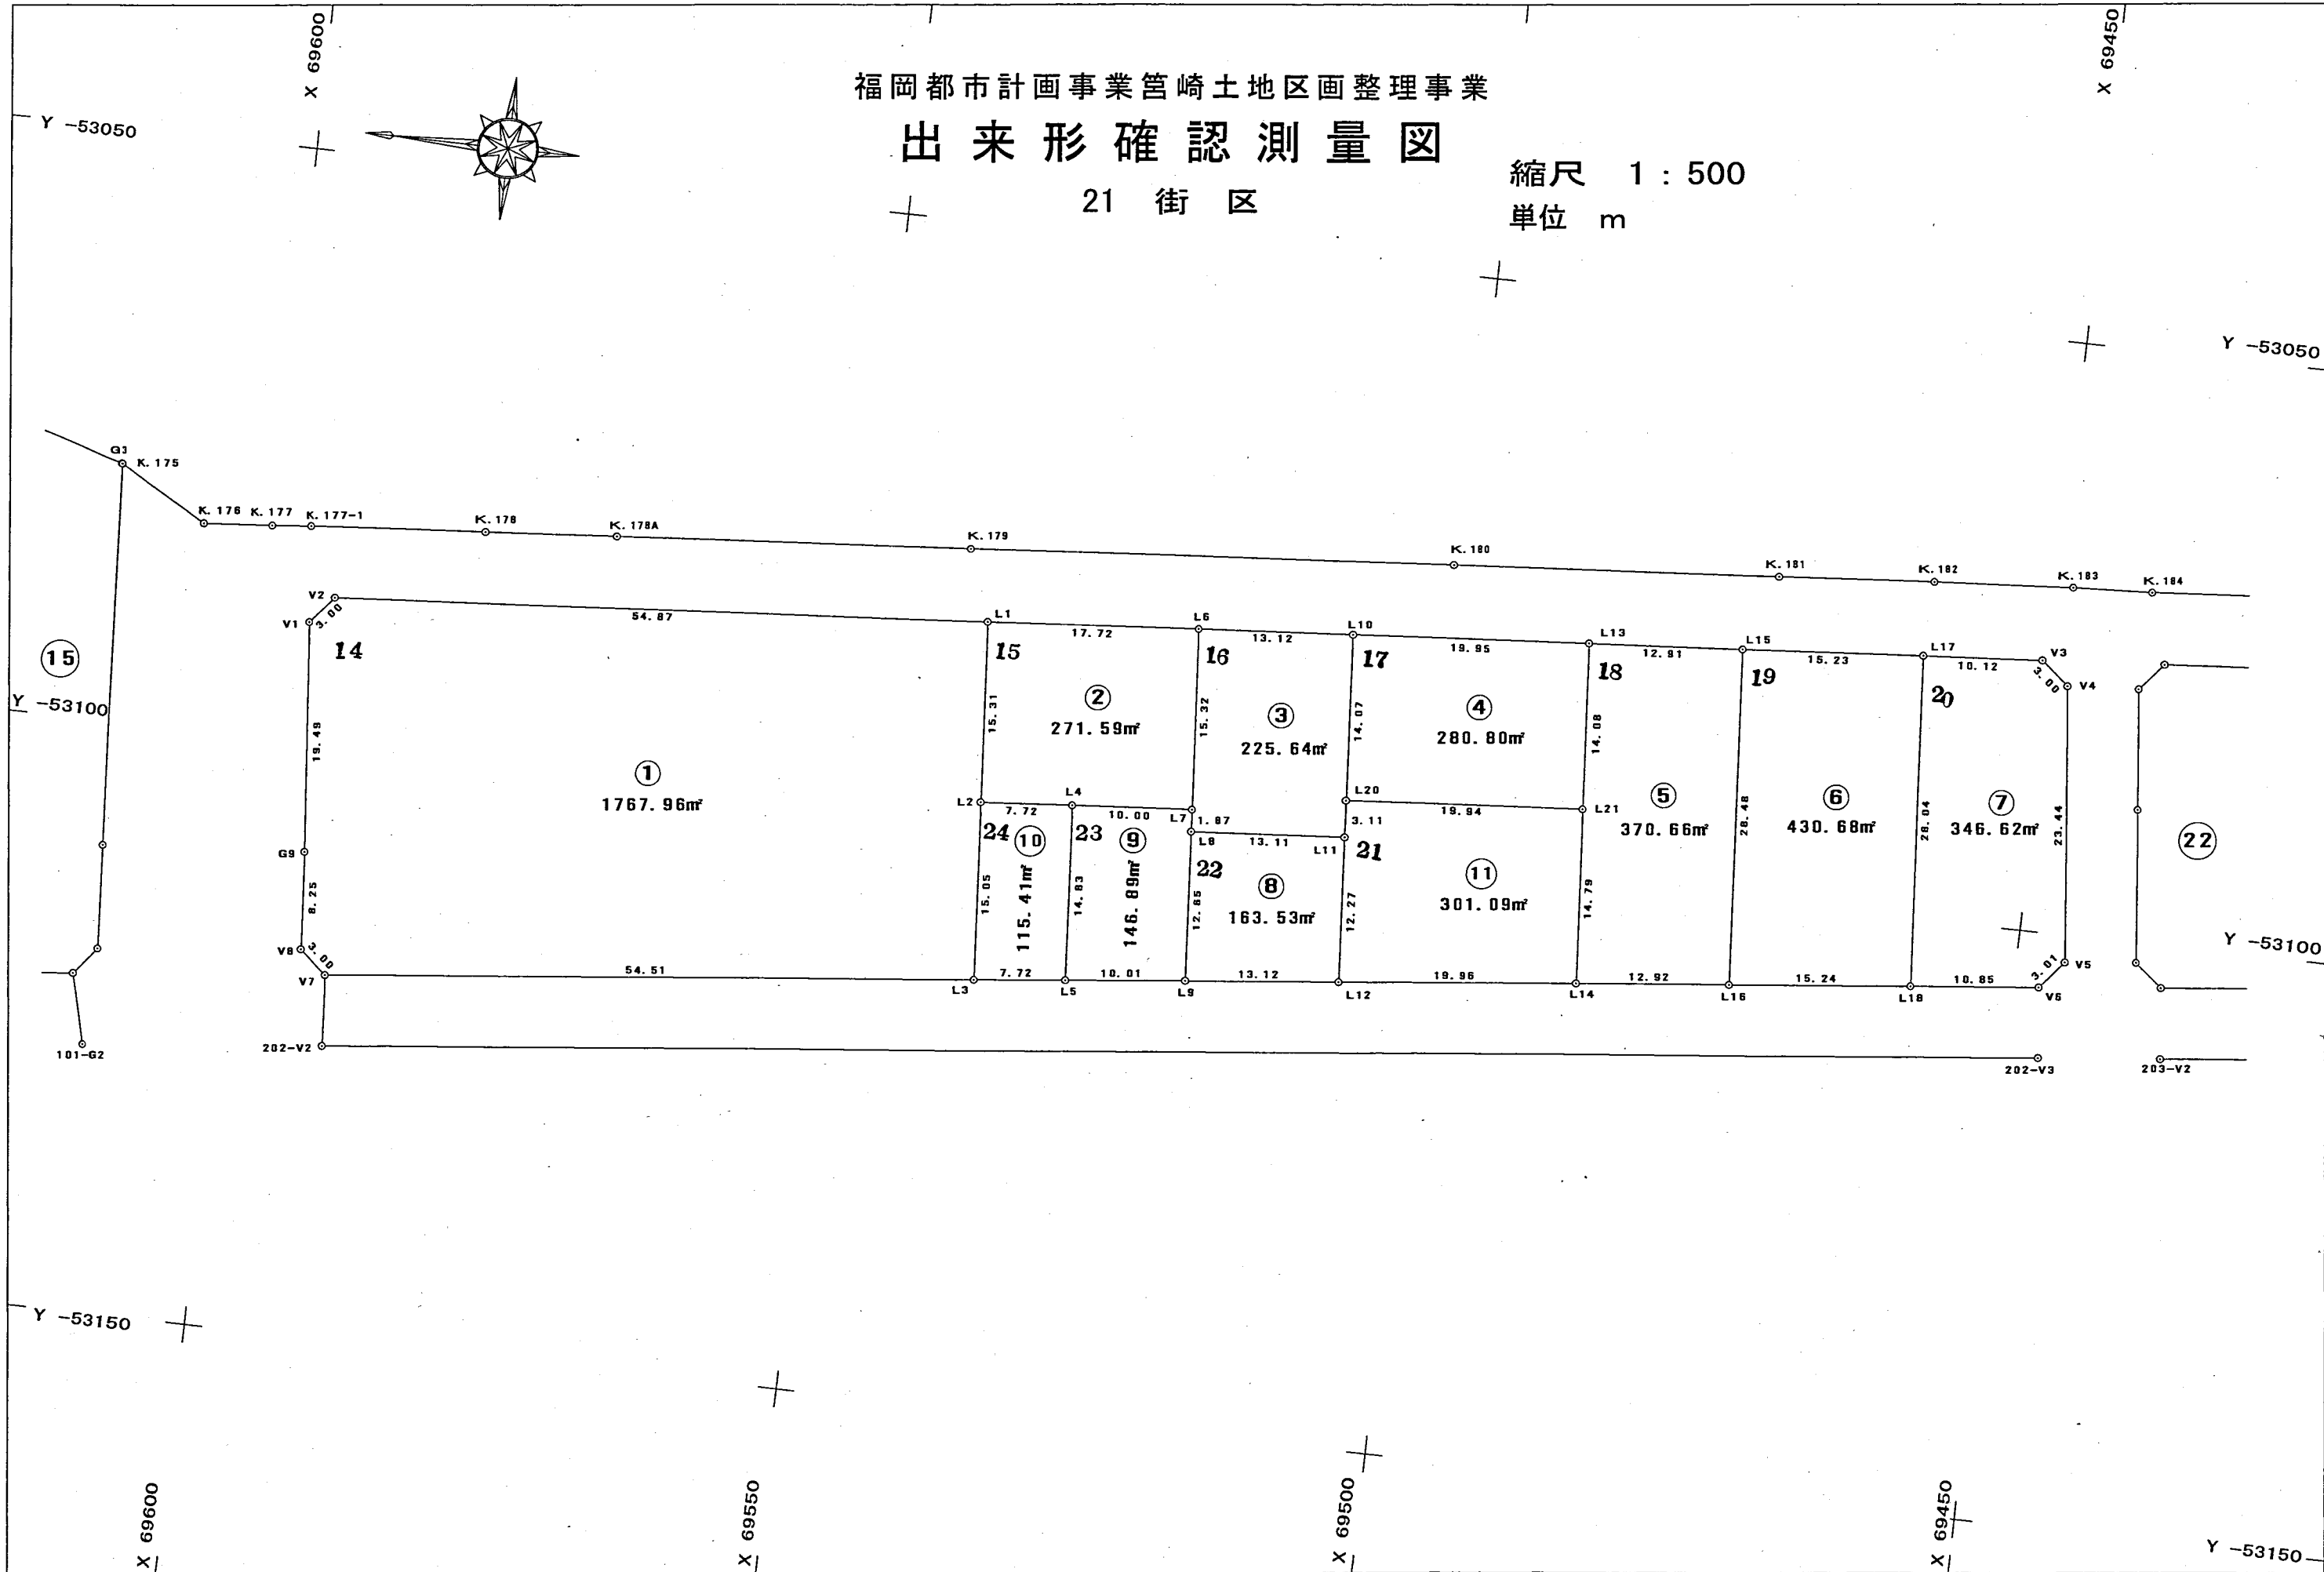 X 69600
X 69450
福岡都市計画事業筥崎土地区画整理事業
出来形確認測量図
21 街 区
縮尺 1:500
単位 m
Y -53050
Y -53050
G3
K.175
K.176
K.177
K.177-1
K.178
K.178A
K.179
K.180
K.181
K.182
K.183
K.184
V2
3.00
V1
54.87
L1
17.72
L6
13.12
L10
19.95
L13
12.91
L15
15.23
L17
10.12
V3
3.00
V4
15
14
15
16
17
18
19
20
Y -53100
19.49
15.31
15.32
14.07
14.08
28.48
28.04
23.44
①
1767.96㎡
②
271.59㎡
③
225.64㎡
④
280.80㎡
⑤
370.66㎡
⑥
430.68㎡
⑦
346.62㎡
22
L2
7.72
L4
10.00
L7
1.87
L8
13.11
L11
L20
3.11
19.94
L21
24
⑩
115.41㎡
23
⑨
146.89㎡
22
⑧
163.53㎡
21
⑪
301.09㎡
G9
8.25
15.05
14.83
12.85
12.27
14.79
V8
3.00
V7
54.51
L3
7.72
L5
10.01
L9
13.12
L12
19.96
L14
12.92
L16
15.24
L18
10.85
V6
3.01
V5
Y -53100
101-G2
202-V2
202-V3
203-V2
Y -53150
X 69600
X 69550
X 69500
X 69450
Y -53150